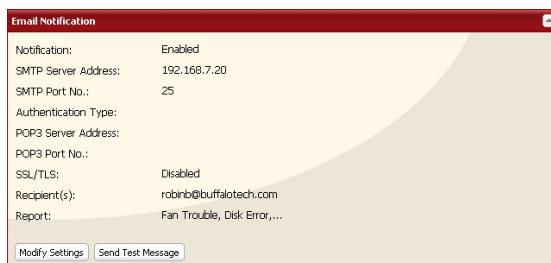 Email Notification
Notification: Enabled
SMTP Server Address: 192.168.7.20
SMTP Port No.: 25
Authentication Type:
POP3 Server Address:
POP3 Port No.:
SSL/TLS: Disabled
Recipient(s): robinb@buffalotech.com
Report: Fan Trouble, Disk Error,...
Modify Settings Send Test Message